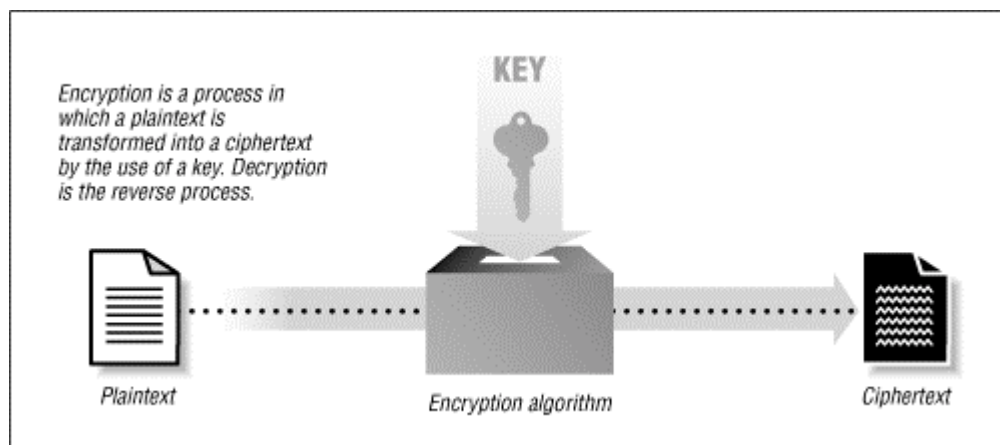 KEY
Encryption is a process in
which a plaintext is
transformed into a ciphertext
by the use of a key. Decryption
is the reverse process.
Plaintext
Encryption algorithm
Ciphertext